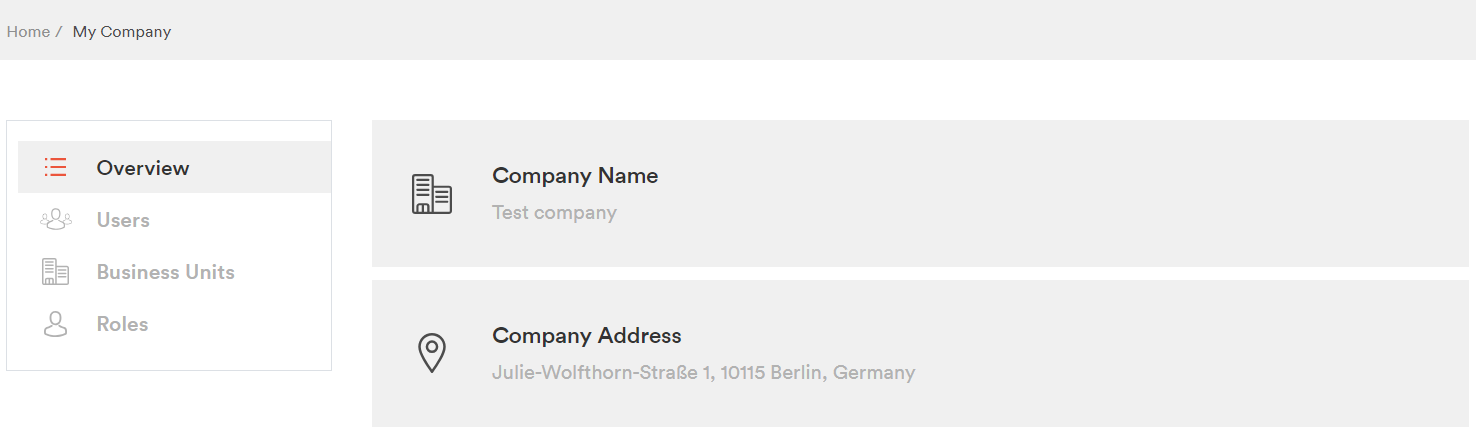 Home / My Company
Overview
Users
Business Units
Roles
Company Name
Test company
Company Address
Julie-Wolfthorn-Straße 1, 10115 Berlin, Germany